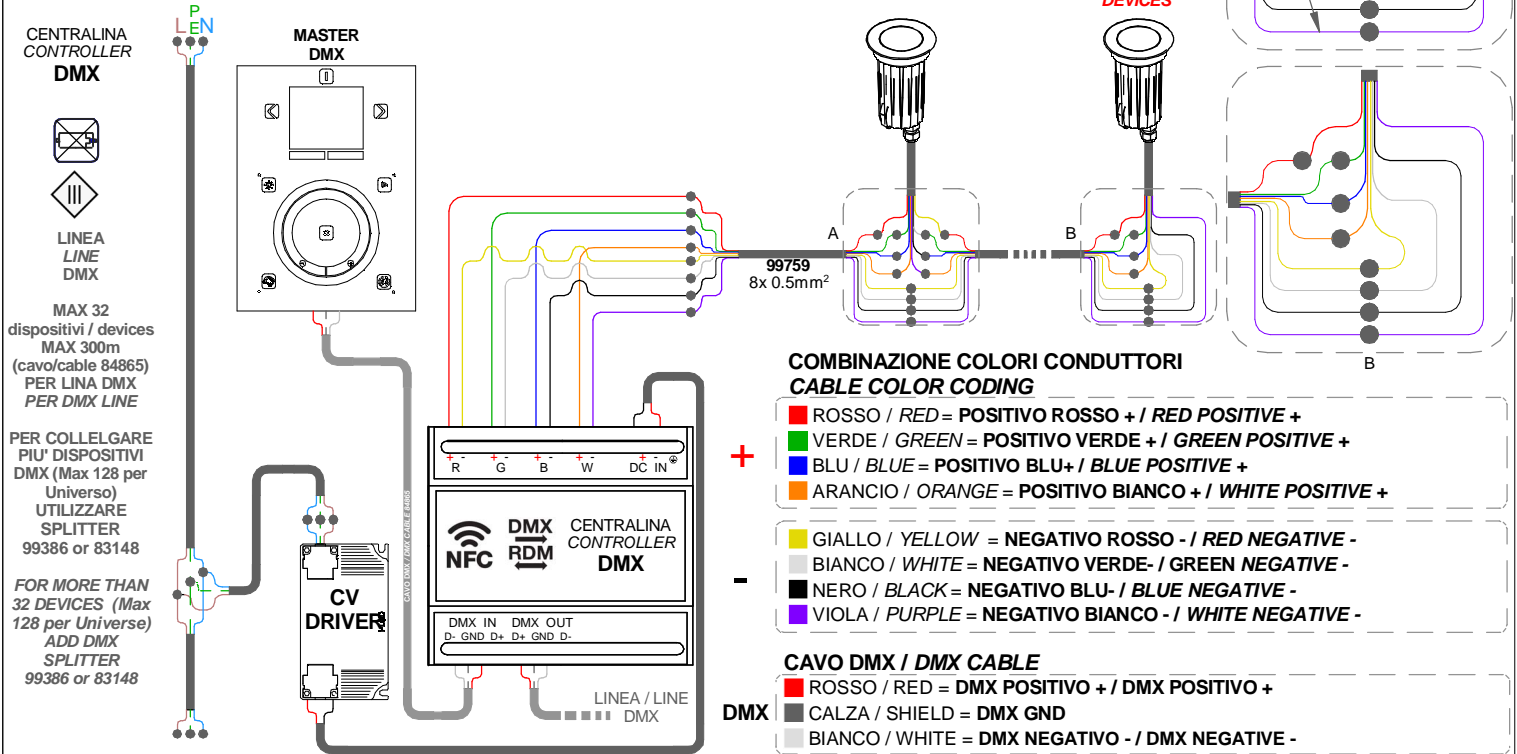 DEVICES
CENTRALINA
CONTROLLER
DMX
L
P
E
N
LINEA
LINE
DMX
MAX 32
dispositivi / devices
MAX 300m
(cavo/cable 84865)
PER LINA DMX
PER DMX LINE
PER COLLELGARE
PIU' DISPOSITIVI
DMX (Max 128 per
Universo)
UTILIZZARE
SPLITTER
99386 or 83148
FOR MORE THAN
32 DEVICES (Max
128 per Universe)
ADD DMX
SPLITTER
99386 or 83148
MASTER
DMX
CAVO DMX / DMX CABLE 84865
CV
DRIVER
+ - + - + - + - + -
R G B W DC IN
NFC
DMX
RDM
CENTRALINA
CONTROLLER
DMX
DMX IN DMX OUT
D- GND D+ D+ GND D-
LINEA / LINE
DMX
99759
8x 0.5mm²
A
B
B
COMBINAZIONE COLORI CONDUTTORI
CABLE COLOR CODING
+
ROSSO / RED = POSITIVO ROSSO + / RED POSITIVE +
VERDE / GREEN = POSITIVO VERDE + / GREEN POSITIVE +
BLU / BLUE = POSITIVO BLU+ / BLUE POSITIVE +
ARANCIO / ORANGE = POSITIVO BIANCO + / WHITE POSITIVE +
-
GIALLO / YELLOW = NEGATIVO ROSSO - / RED NEGATIVE -
BIANCO / WHITE = NEGATIVO VERDE- / GREEN NEGATIVE -
NERO / BLACK = NEGATIVO BLU- / BLUE NEGATIVE -
VIOLA / PURPLE = NEGATIVO BIANCO - / WHITE NEGATIVE -
CAVO DMX / DMX CABLE
DMX
ROSSO / RED = DMX POSITIVO + / DMX POSITIVO +
CALZA / SHIELD = DMX GND
BIANCO / WHITE = DMX NEGATIVO - / DMX NEGATIVE -